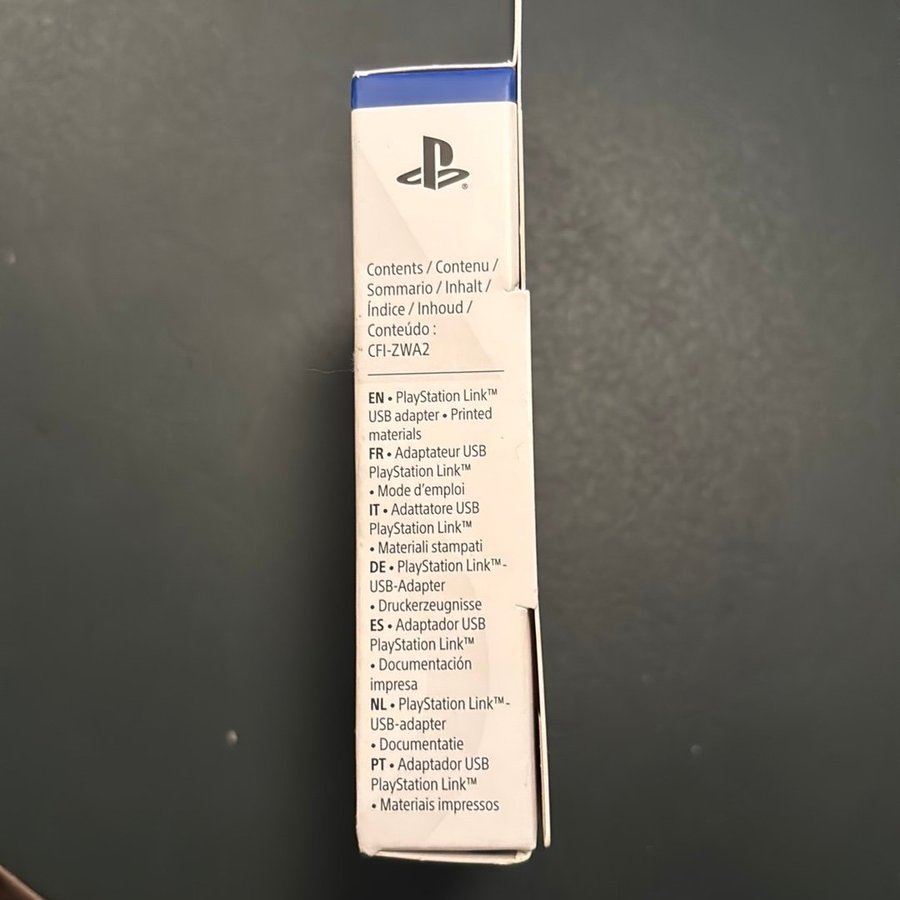 Contents / Contenu /
Sommario / Inhalt /
Índice / Inhoud /
Conteúdo :
CFI-ZWA2
EN • PlayStation Link™
USB adapter • Printed
materials
FR • Adaptateur USB
PlayStation Link™
• Mode d’emploi
IT • Adattatore USB
PlayStation Link™
• Materiali stampati
DE • PlayStation Link™-
USB-Adapter
• Druckerzeugnisse
ES • Adaptador USB
PlayStation Link™
• Documentación
impresa
NL • PlayStation Link™-
USB-adapter
• Documentatie
PT • Adaptador USB
PlayStation Link™
• Materiais impressos